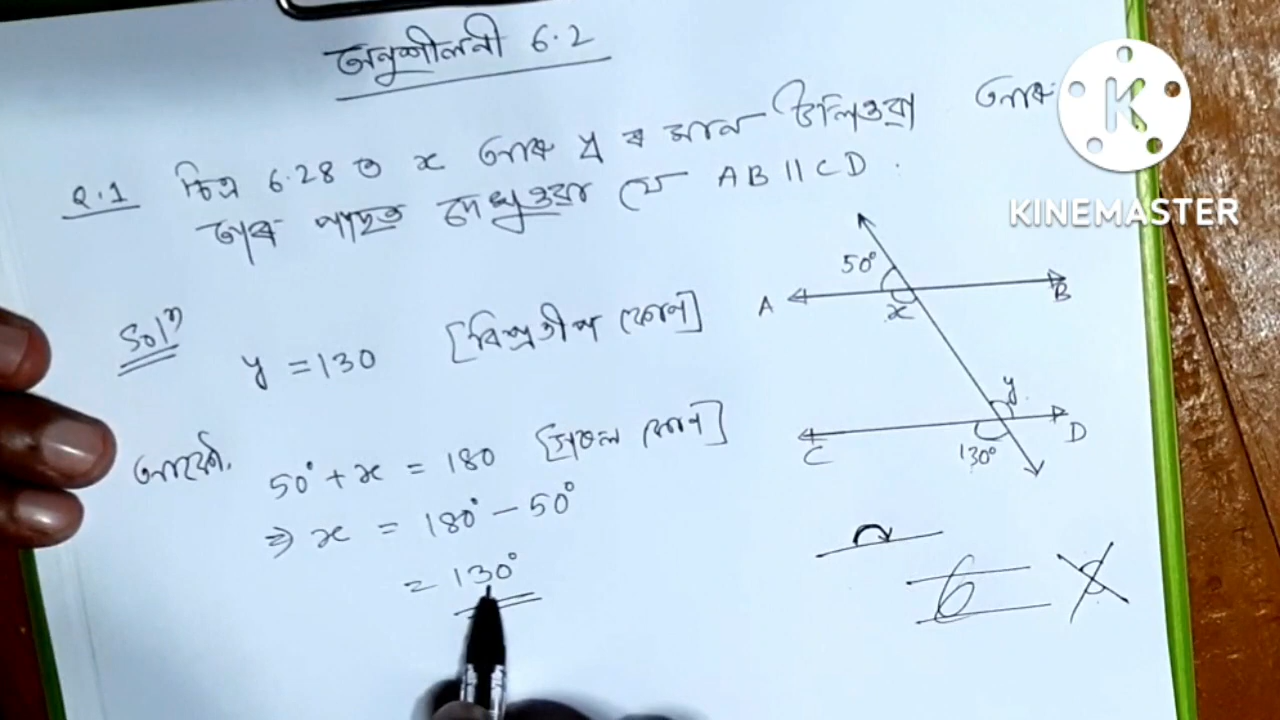 অনুশীলনী 6.2
Q.1 চিত্ৰ 6.28 ত x আৰু y ৰ মান উলিওৱা আৰু
তাৰ পাছত দেখুওৱা যে AB || CD.
Solⁿ
y = 130 [বিপ্ৰতীপ কোণ]
আকৌ, 50° + x = 180 [সৰল কোণ]
⇒ x = 180° - 50°
= 130°
50°
A
B
x
y
C
D
130°
KINEMASTER